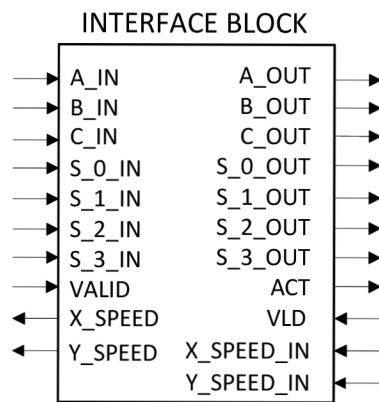 INTERFACE BLOCK
A_IN A_OUT
B_IN B_OUT
C_IN C_OUT
S_0_IN S_0_OUT
S_1_IN S_1_OUT
S_2_IN S_2_OUT
S_3_IN S_3_OUT
VALID ACT
X_SPEED VLD
Y_SPEED X_SPEED_IN
Y_SPEED_IN